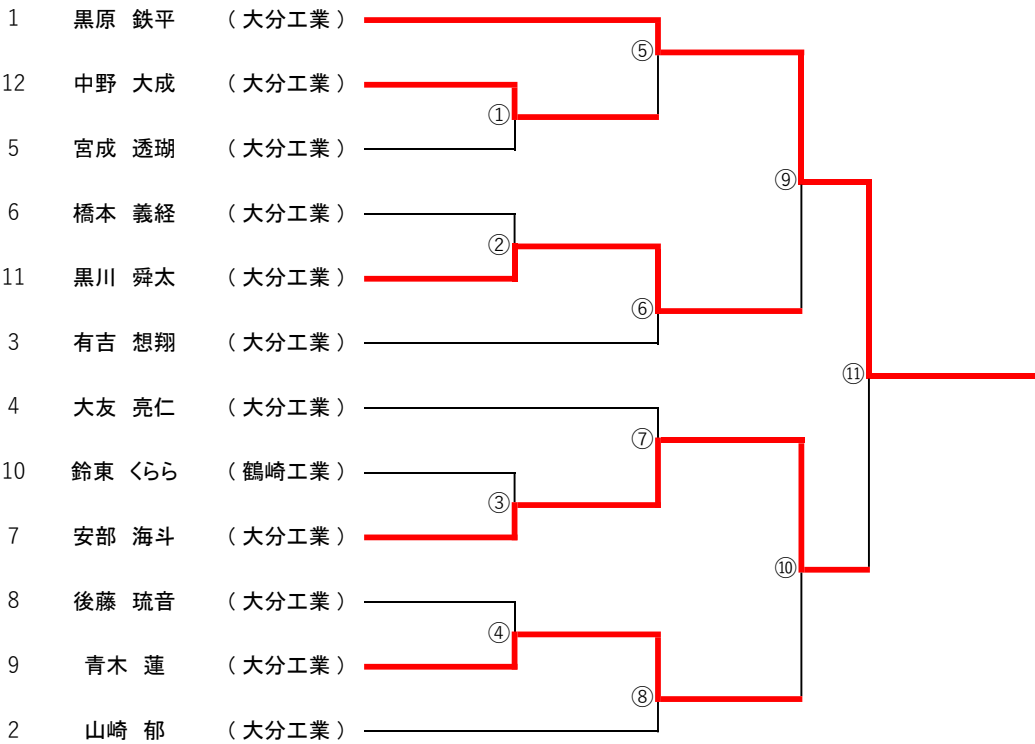 1 黒原 鉄平 （ 大分工業 ）
⑤
12 中野 大成 （ 大分工業 ）
①
5 宮成 透瑚 （ 大分工業 ）
⑨
6 橋本 義経 （ 大分工業 ）
②
11 黒川 舜太 （ 大分工業 ）
⑥
3 有吉 想翔 （ 大分工業 ）
⑪
4 大友 亮仁 （ 大分工業 ）
⑦
10 鈴東 くらら （ 鶴崎工業 ）
③
7 安部 海斗 （ 大分工業 ）
⑩
8 後藤 琉音 （ 大分工業 ）
④
9 青木 蓮 （ 大分工業 ）
⑧
2 山崎 郁 （ 大分工業 ）